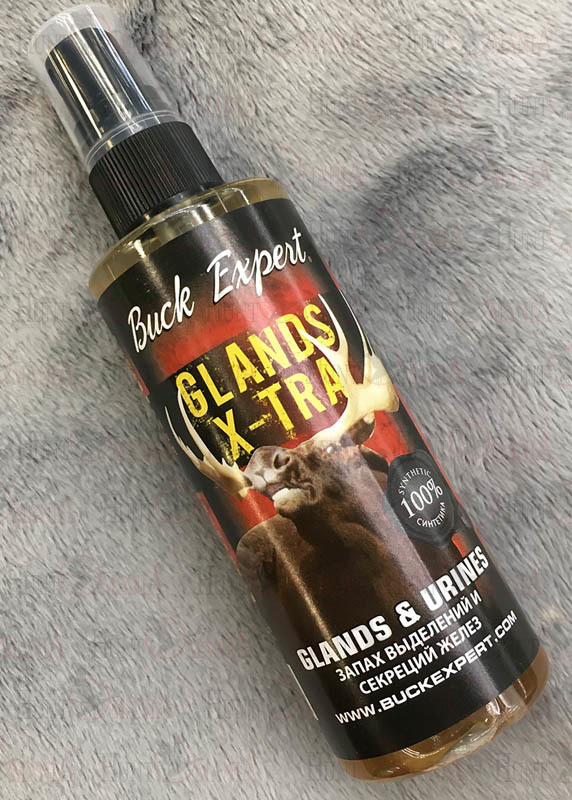 Buck Expert
GLANDS
X-TRA
SYNTHETIC
100%
СИНТЕТИКА
GLANDS & URINES
ЗАПАХ ВЫДЕЛЕНИЙ И
СЕКРЕЦИЙ ЖЕЛЕЗ
WWW.BUCKEXPERT.COM